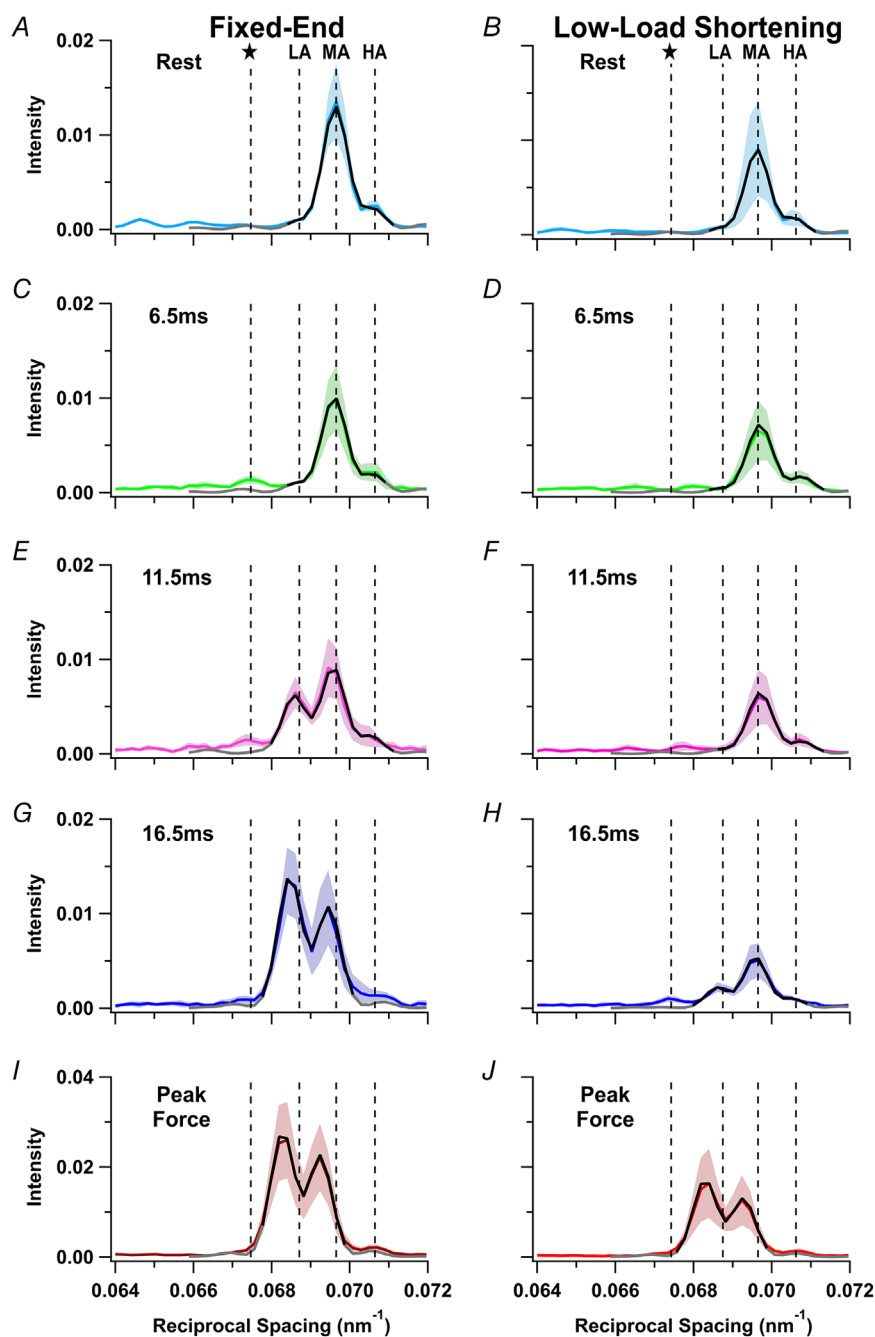 Fixed-End
Low-Load Shortening
A
B
0.02
Rest
★
LA
MA
HA
Rest
★
LA
MA
HA
Intensity
0.01
0.00
C
D
0.02
6.5ms
6.5ms
Intensity
0.01
0.00
E
F
0.02
11.5ms
11.5ms
Intensity
0.01
0.00
G
H
0.02
16.5ms
16.5ms
Intensity
0.01
0.00
I
J
0.04
Peak
Force
Peak
Force
Intensity
0.02
0.00
0.064 0.066 0.068 0.070 0.072
0.064 0.066 0.068 0.070 0.072
Reciprocal Spacing (nm⁻¹)
Reciprocal Spacing (nm⁻¹)